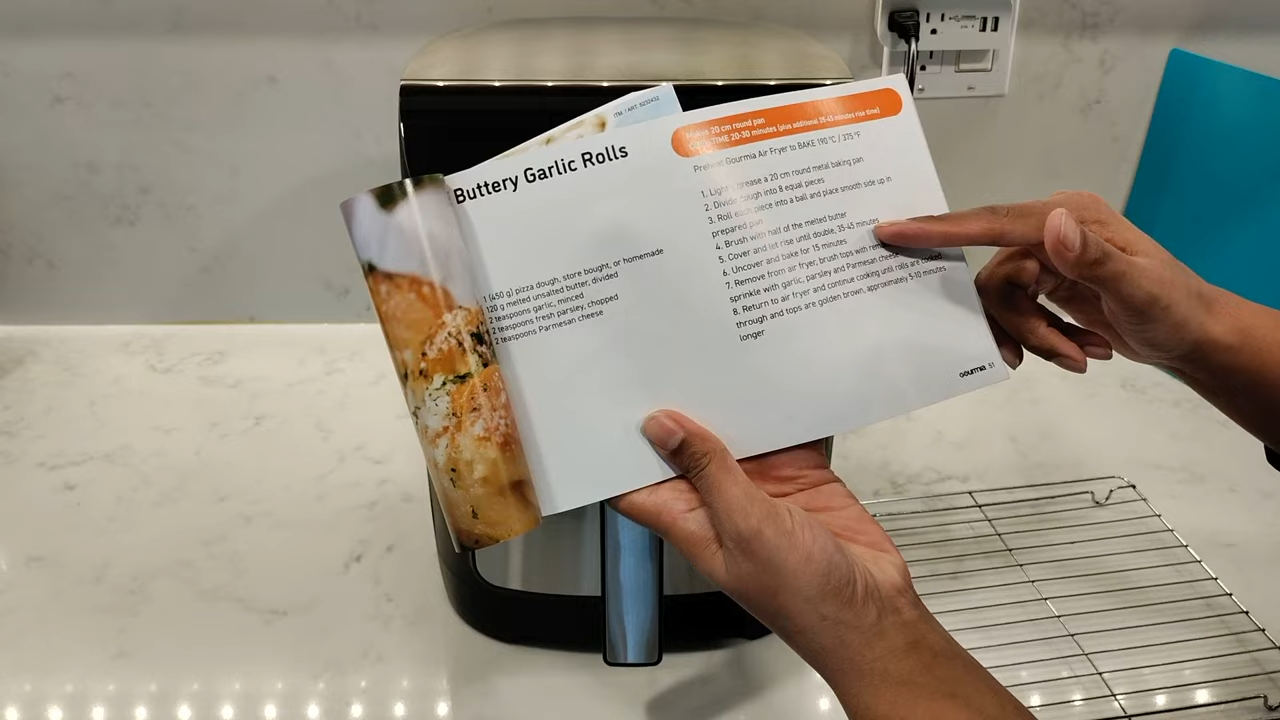 ITM. / ART. 5232432
Buttery Garlic Rolls
1 (450 g) pizza dough, store bought, or homemade
120 g melted unsalted butter, divided
2 teaspoons garlic, minced
2 teaspoons fresh parsley, chopped
2 teaspoons Parmesan cheese
20 cm round pan
TIME 20-30 minutes (plus additional 35-45 minutes rise time)
Preheat Gourmia Air Fryer to BAKE 190°C / 375°F
1. Lightly grease a 20 cm round metal baking pan
2. Divide dough into 8 equal pieces
3. Roll each piece into a ball and place smooth side up in
prepared pan
4. Brush with half of the melted butter
5. Cover and let rise until double, 35-45 minutes
6. Uncover and bake for 15 minutes
7. Remove from air fryer, brush tops with
sprinkle with garlic, parsley and Parmesan cheese
8. Return to air fryer and continue cooking until rolls are cooked
through and tops are golden brown, approximately 5-10 minutes
longer
Gourmia 51